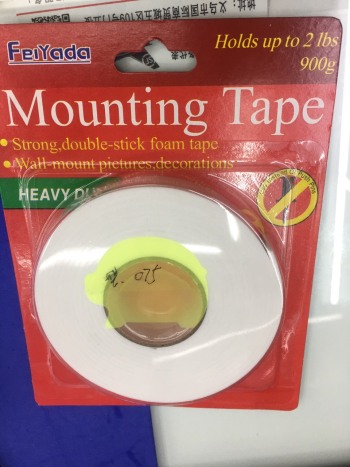 FeiYada
Holds up to 2 lbs
900g
Mounting Tape
Strong,double-stick foam tape
Wall-mount pictures:decorations
HEAVY
075